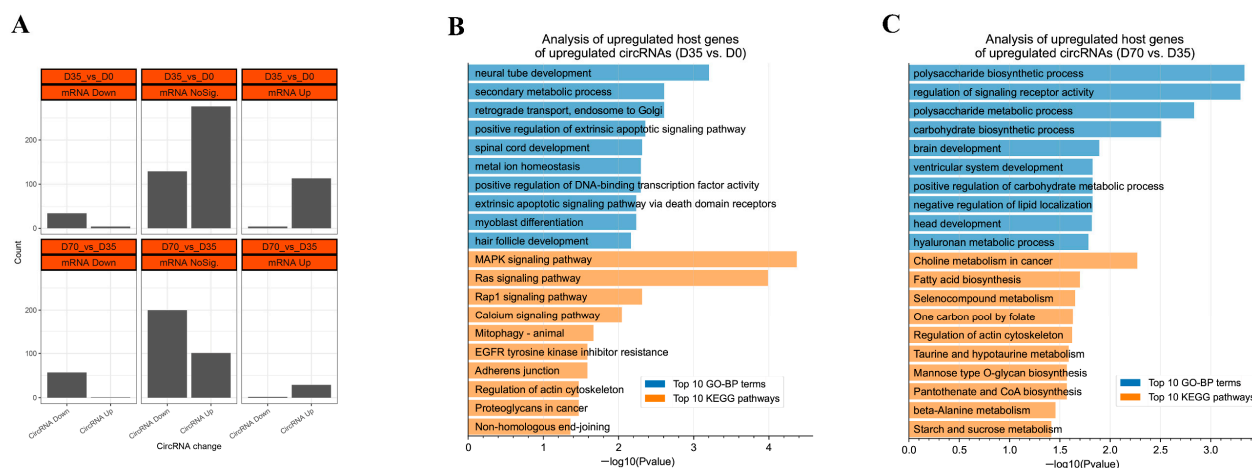 A
D35_vs_D0
D35_vs_D0
D35_vs_D0
mRNA Down
mRNA NoSig.
mRNA Up
200
100
0
D70_vs_D35
D70_vs_D35
D70_vs_D35
mRNA Down
mRNA NoSig.
mRNA Up
200
100
0
Count
CircRNA Down
CircRNA Up
CircRNA Down
CircRNA Up
CircRNA Down
CircRNA Up
CircRNA change
B
Analysis of upregulated host genes
of upregulated circRNAs (D35 vs. D0)
neural tube development
secondary metabolic process
retrograde transport, endosome to Golgi
positive regulation of extrinsic apoptotic signaling pathway
spinal cord development
metal ion homeostasis
positive regulation of DNA-binding transcription factor activity
extrinsic apoptotic signaling pathway via death domain receptors
myoblast differentiation
hair follicle development
MAPK signaling pathway
Ras signaling pathway
Rap1 signaling pathway
Calcium signaling pathway
Mitophagy - animal
EGFR tyrosine kinase inhibitor resistance
Adherens junction
Regulation of actin cytoskeleton
Proteoglycans in cancer
Non-homologous end-joining
Top 10 GO-BP terms
Top 10 KEGG pathways
0 1 2 3 4
−log10(Pvalue)
C
Analysis of upregulated host genes
of upregulated circRNAs (D70 vs. D35)
polysaccharide biosynthetic process
regulation of signaling receptor activity
polysaccharide metabolic process
carbohydrate biosynthetic process
brain development
ventricular system development
positive regulation of carbohydrate metabolic process
negative regulation of lipid localization
head development
hyaluronan metabolic process
Choline metabolism in cancer
Fatty acid biosynthesis
Selenocompound metabolism
One carbon pool by folate
Regulation of actin cytoskeleton
Taurine and hypotaurine metabolism
Mannose type O-glycan biosynthesis
Pantothenate and CoA biosynthesis
beta-Alanine metabolism
Starch and sucrose metabolism
Top 10 GO-BP terms
Top 10 KEGG pathways
0.0 0.5 1.0 1.5 2.0 2.5 3.0
−log10(Pvalue)